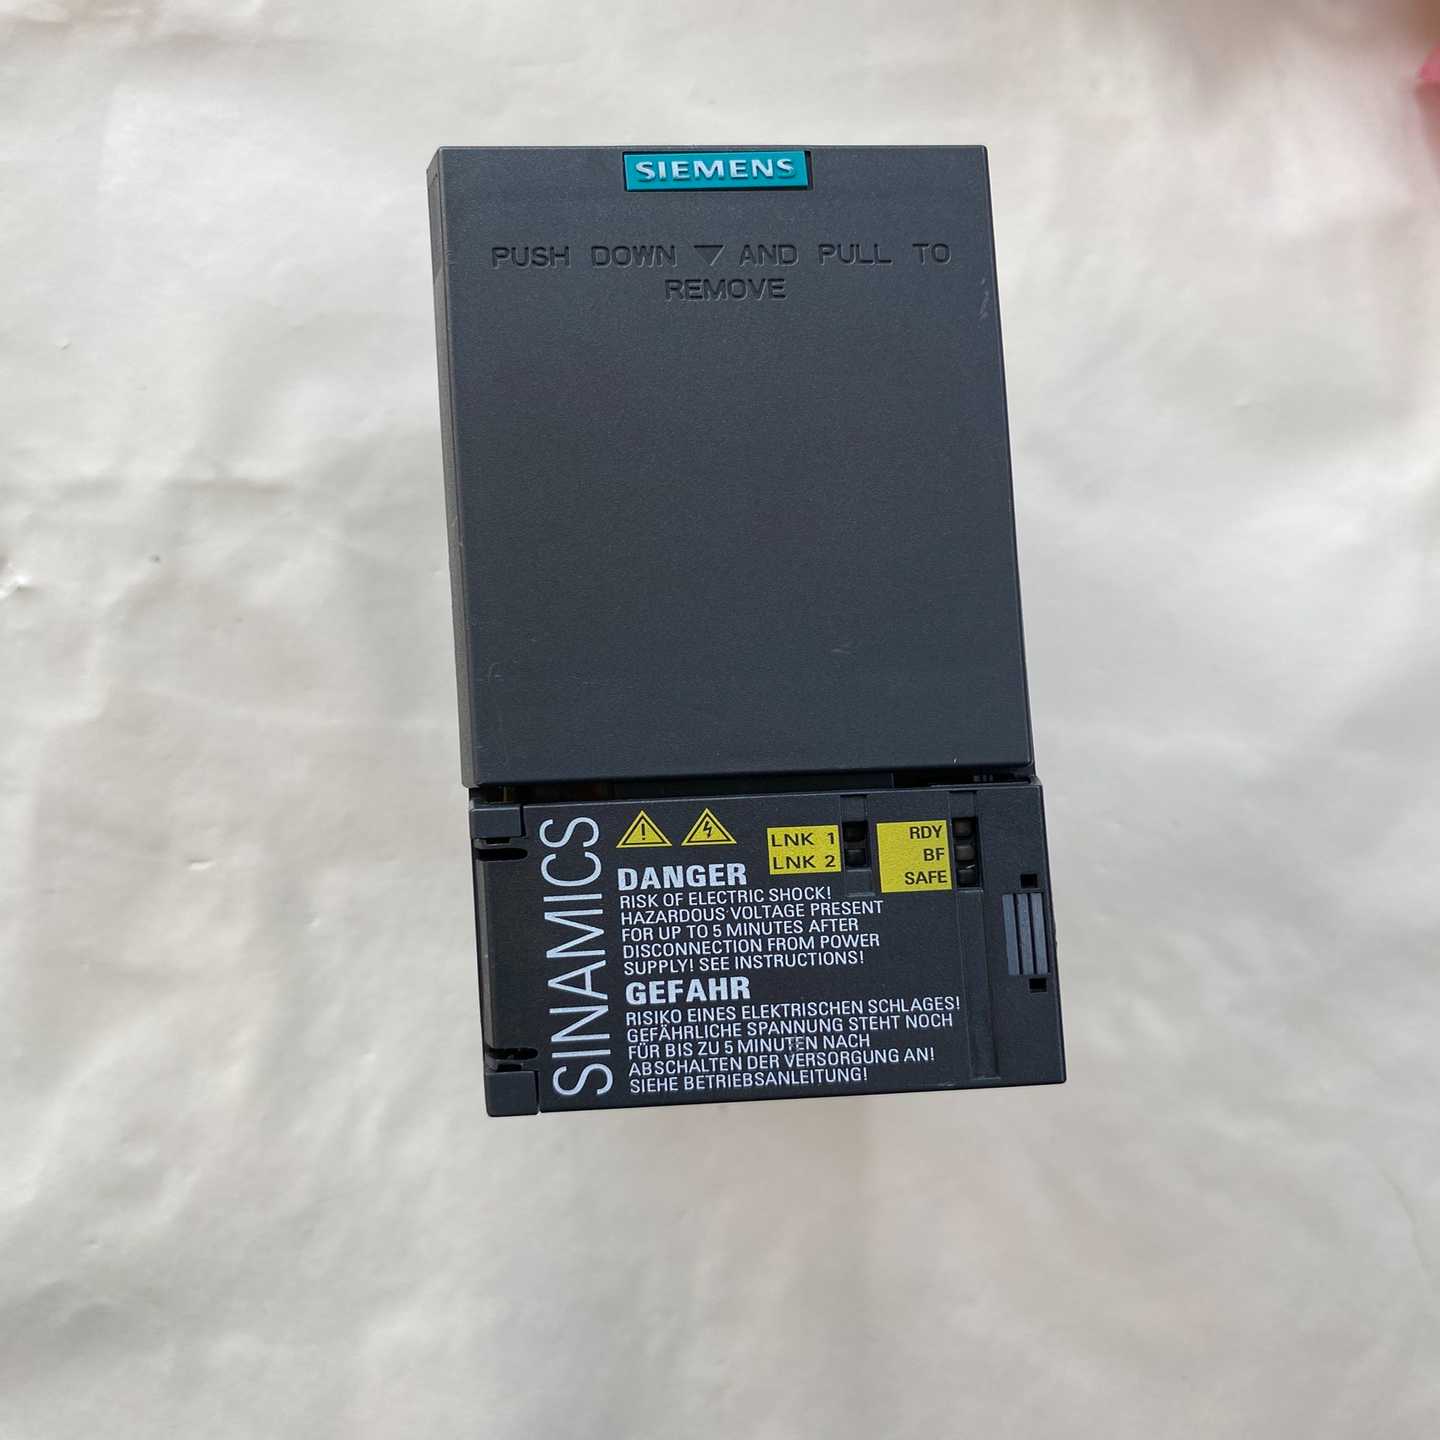 SIEMENS
PUSH DOWN ▽ AND PULL TO
REMOVE
SINAMICS
LNK 1
LNK 2
RDY
BF
SAFE
DANGER
RISK OF ELECTRIC SHOCK!
HAZARDOUS VOLTAGE PRESENT
FOR UP TO 5 MINUTES AFTER
DISCONNECTION FROM POWER
SUPPLY! SEE INSTRUCTIONS!
GEFAHR
RISIKO EINES ELEKTRISCHEN SCHLAGES!
GEFÄHRLICHE SPANNUNG STEHT NOCH
FÜR BIS ZU 5 MINUTEN NACH
ABSCHALTEN DER VERSORGUNG AN!
SIEHE BETRIEBSANLEITUNG!